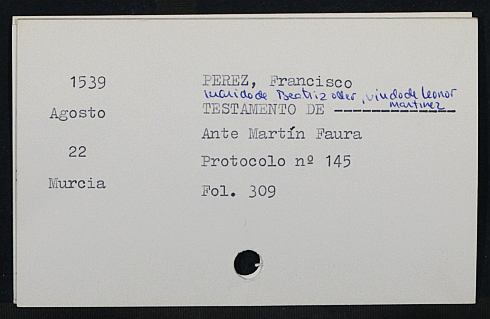 1539
PEREZ, Francisco
marido de Beatriz oller, viudo de Leonor
Martinez
Agosto
TESTAMENTO DE -------------
Ante Martín Faura
22
Protocolo nº 145
Murcia
Fol. 309